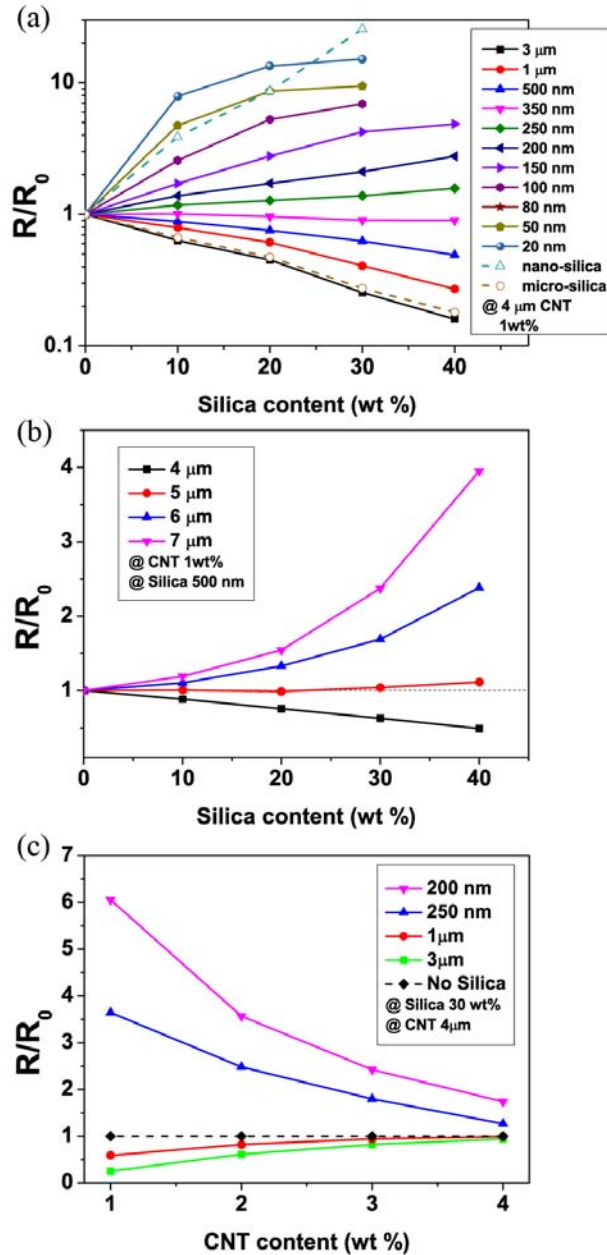 (a)
R/R0
10
1
0.1
0 10 20 30 40
Silica content (wt %)
3 μm
1 μm
500 nm
350 nm
250 nm
200 nm
150 nm
100 nm
80 nm
50 nm
20 nm
nano-silica
micro-silica
@ 4 μm CNT
1wt%
(b)
R/R0
4
3
2
1
0 10 20 30 40
Silica content (wt %)
4 μm
5 μm
6 μm
7 μm
@ CNT 1wt%
@ Silica 500 nm
(c)
R/R0
7
6
5
4
3
2
1
0
1 2 3 4
CNT content (wt %)
200 nm
250 nm
1μm
3μm
No Silica
@ Silica 30 wt%
@ CNT 4μm